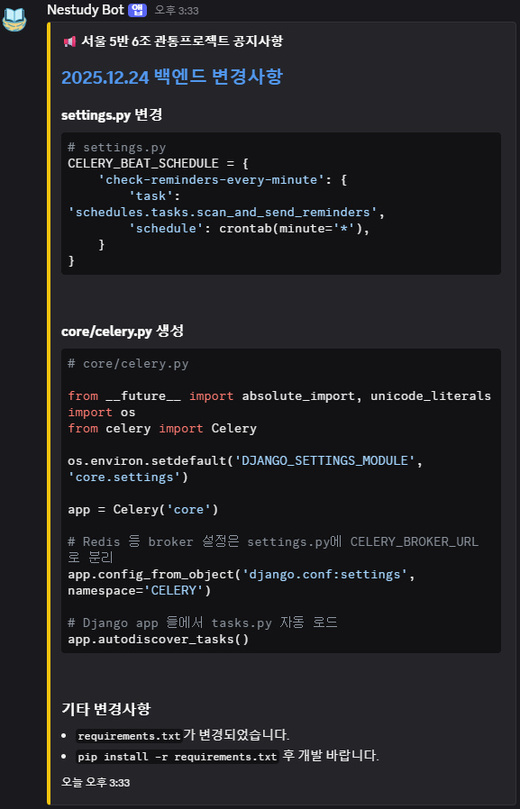 Nestudy Bot 앱 오후 3:33
📢 서울 5반 6조 관통프로젝트 공지사항
2025.12.24 백엔드 변경사항
settings.py 변경
# settings.py
CELERY_BEAT_SCHEDULE = {
    'check-reminders-every-minute': {
        'task':
'schedules.tasks.scan_and_send_reminders',
        'schedule': crontab(minute='*'),
    }
}
core/celery.py 생성
# core/celery.py
from __future__ import absolute_import, unicode_literals
import os
from celery import Celery
os.environ.setdefault('DJANGO_SETTINGS_MODULE',
'core.settings')
app = Celery('core')
# Redis 등 broker 설정은 settings.py에 CELERY_BROKER_URL
로 분리
app.config_from_object('django.conf:settings',
namespace='CELERY')
# Django app 들에서 tasks.py 자동 로드
app.autodiscover_tasks()
기타 변경사항
• requirements.txt 가 변경되었습니다.
• pip install -r requirements.txt 후 개발 바랍니다.
오늘 오후 3:33